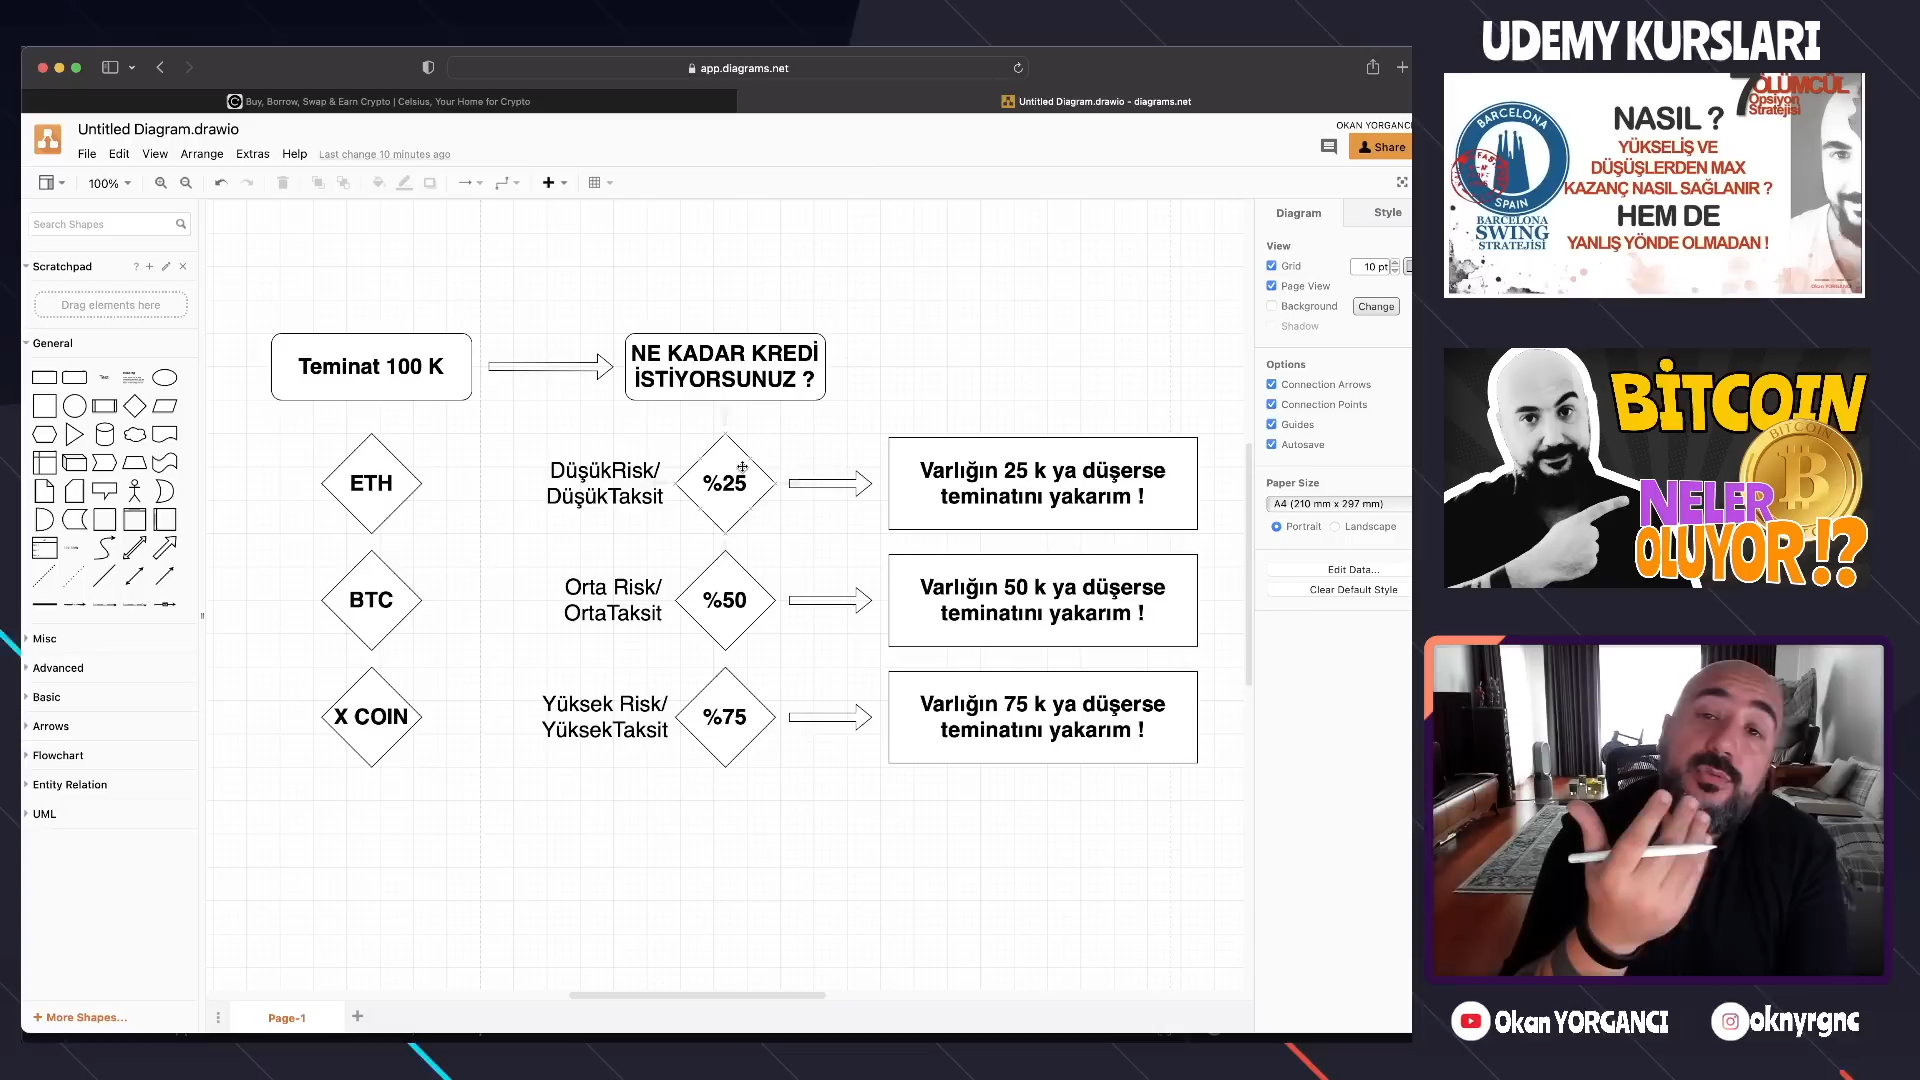 UDEMY KURSLARI
app.diagrams.net
Buy, Borrow, Swap & Earn Crypto | Celsius, Your Home for Crypto
Untitled Diagram.drawio - diagrams.net
Untitled Diagram.drawio
OKAN YORGANCI
File Edit View Arrange Extras Help Last change 10 minutes ago
Share
100%
Search Shapes
Scratchpad
?
Drag elements here
General
Misc
Advanced
Basic
Arrows
Flowchart
Entity Relation
UML
+ More Shapes...
Page-1
Teminat 100 K
NE KADAR KREDİ
İSTİYORSUNUZ ?
ETH
DüşükRisk/
DüşükTaksit
%25
Varlığın 25 k ya düşerse
teminatını yakarım !
BTC
Orta Risk/
OrtaTaksit
%50
Varlığın 50 k ya düşerse
teminatını yakarım !
X COIN
Yüksek Risk/
YüksekTaksit
%75
Varlığın 75 k ya düşerse
teminatını yakarım !
Diagram Style
View
Grid
10 pt
Page View
Background
Change
Shadow
Options
Connection Arrows
Connection Points
Guides
Autosave
Paper Size
A4 (210 mm x 297 mm)
Portrait Landscape
Edit Data...
Clear Default Style
7 ÖLÜMCÜL
Opsiyon
Stratejisi
BARCELONA
SPAIN
BARCELONA
SWING
STRATEJİSİ
NASIL ?
YÜKSELİŞ VE
DÜŞÜŞLERDEN MAX
KAZANÇ NASIL SAĞLANIR ?
HEM DE
YANLIŞ YÖNDE OLMADAN !
Okan YORGANCI
BİTCOIN
BITCOIN
NELER
OLUYOR !?
Okan YORGANCI
oknyrgnc